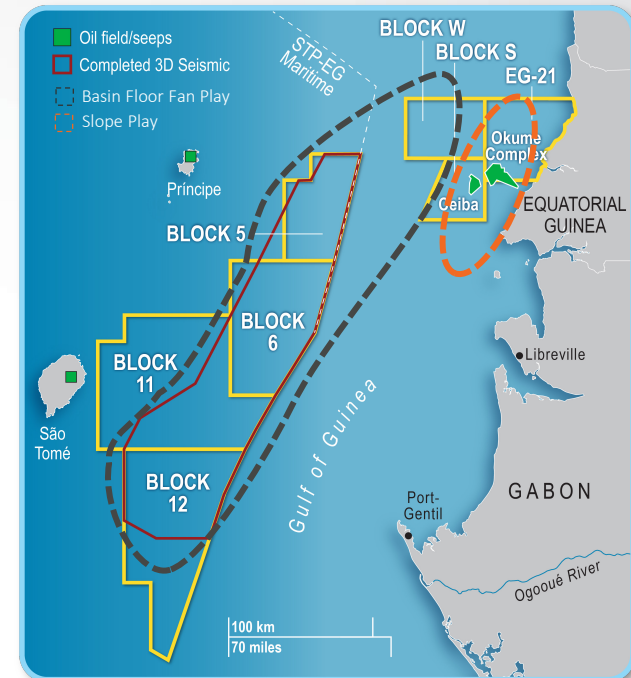 Oil field/seeps
Completed 3D Seismic
Basin Floor Fan Play
Slope Play
STP-EG
Maritime
BLOCK W
BLOCK S
EG-21
Okume
Complex
Ceiba
EQUATORIAL
GUINEA
Príncipe
BLOCK 5
BLOCK
6
BLOCK
11
BLOCK
12
São
Tomé
Libreville
Gulf of Guinea
Port-
Gentil
GABON
Ogooué River
100 km
70 miles